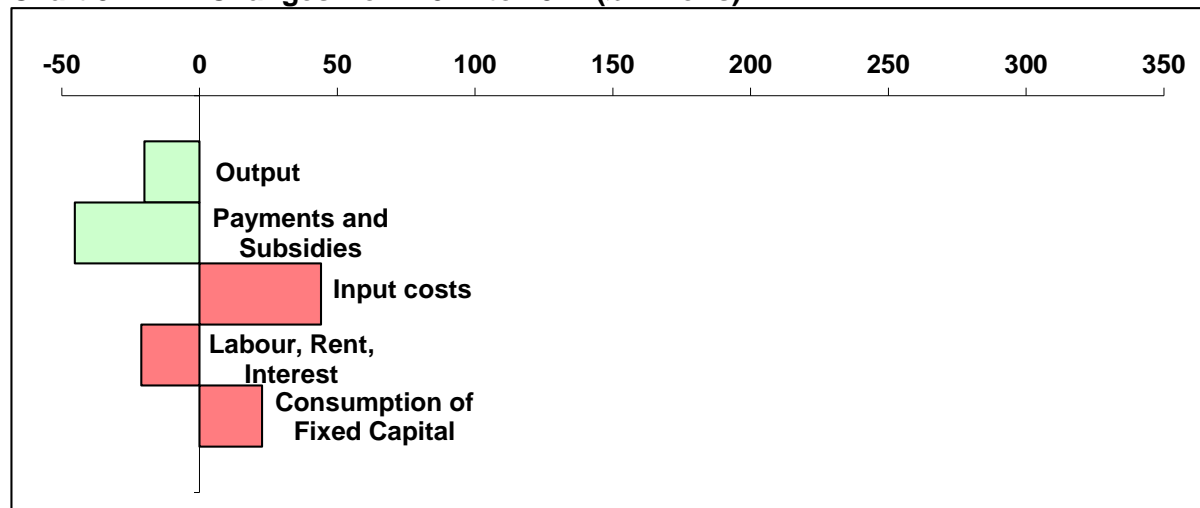 -50 0 50 100 150 200 250 300 350
Output
Payments and
Subsidies
Input costs
Labour, Rent,
Interest
Consumption of
Fixed Capital